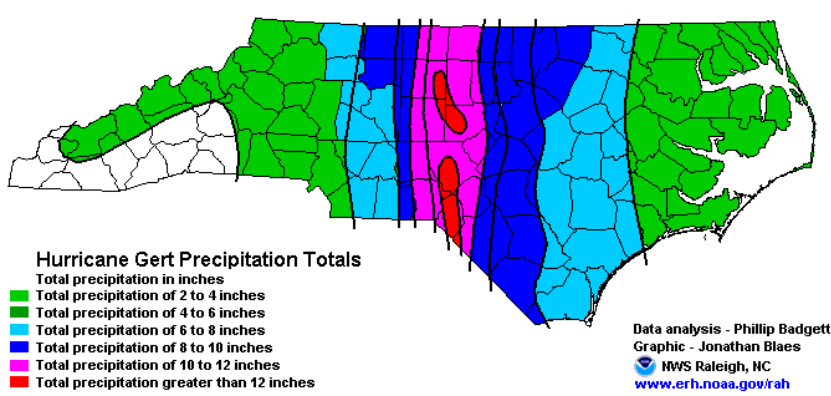 Hurricane Gert Precipitation Totals
Total precipitation in inches
Total precipitation of 2 to 4 inches
Total precipitation of 4 to 6 inches
Total precipitation of 6 to 8 inches
Total precipitation of 8 to 10 inches
Total precipitation of 10 to 12 inches
Total precipitation greater than 12 inches
Data analysis - Phillip Badgett
Graphic - Jonathan Blaes
NWS Raleigh, NC
www.erh.noaa.gov/rah